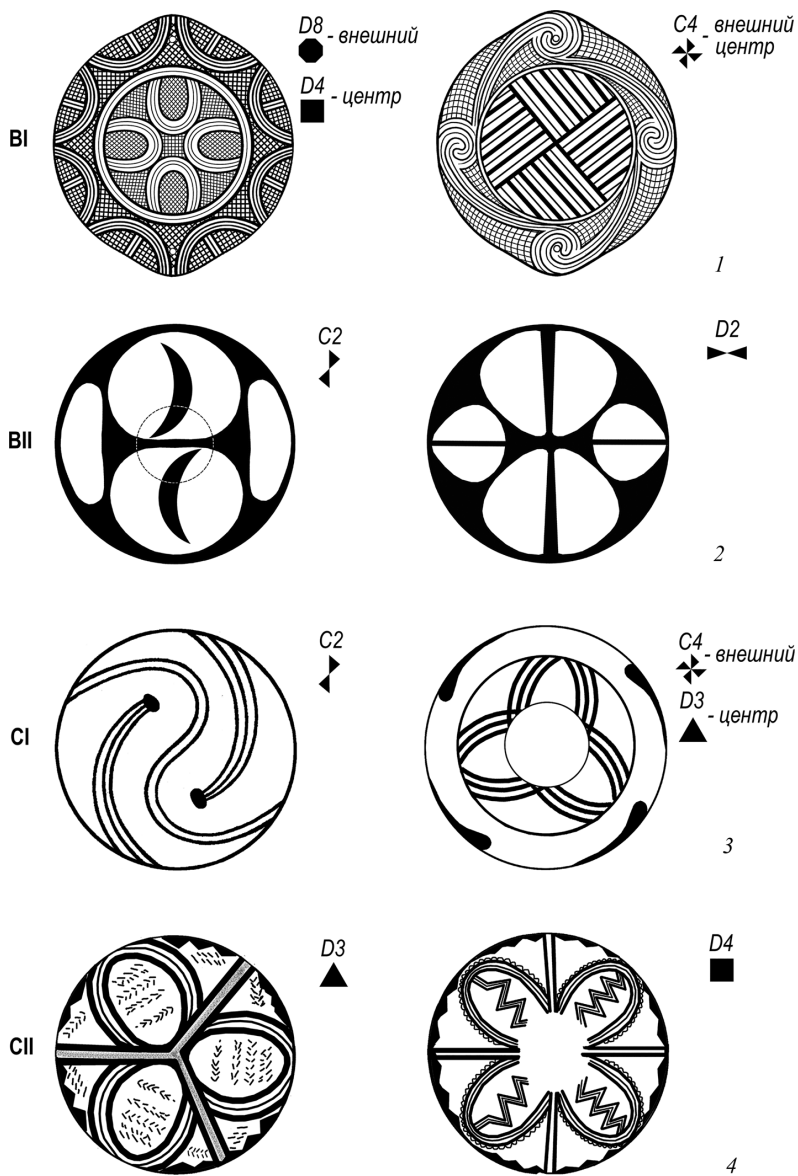 D8 - внешний
D4 - центр
C4 - внешний
центр
BI
1
C2
D2
BII
2
C2
C4 - внешний
D3 - центр
CI
3
D3
D4
CII
4